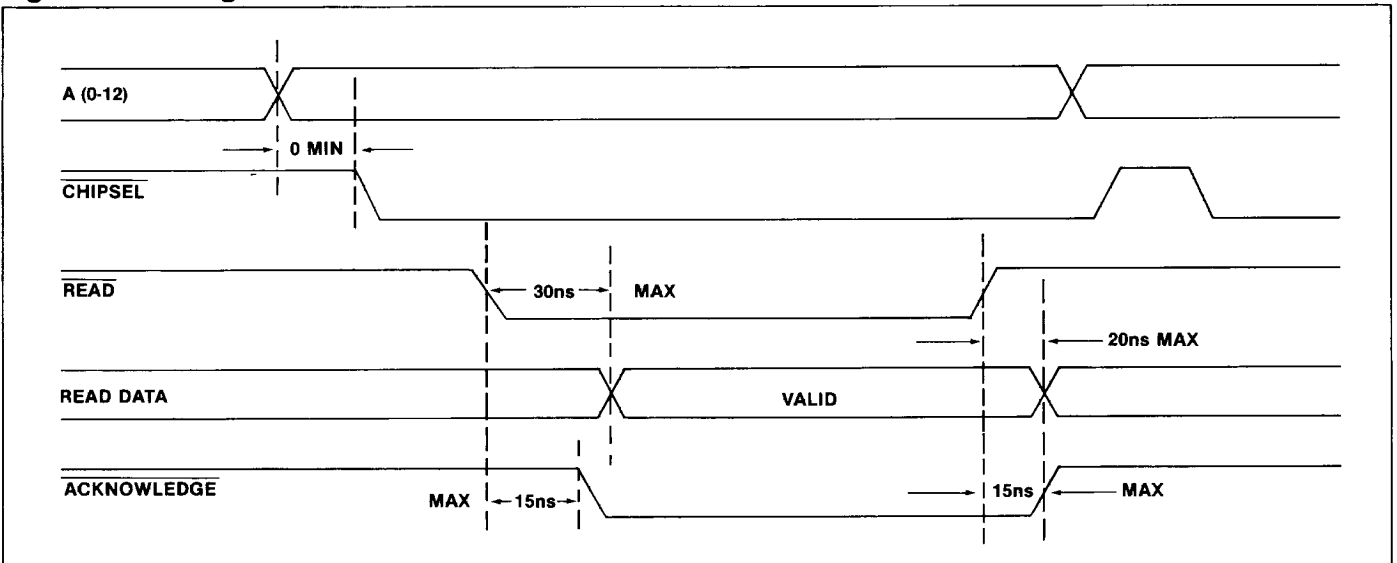 A (0-12)
0 MIN
CHIPSEL
READ
30ns MAX
20ns MAX
READ DATA
VALID
ACKNOWLEDGE
MAX 15ns
15ns MAX